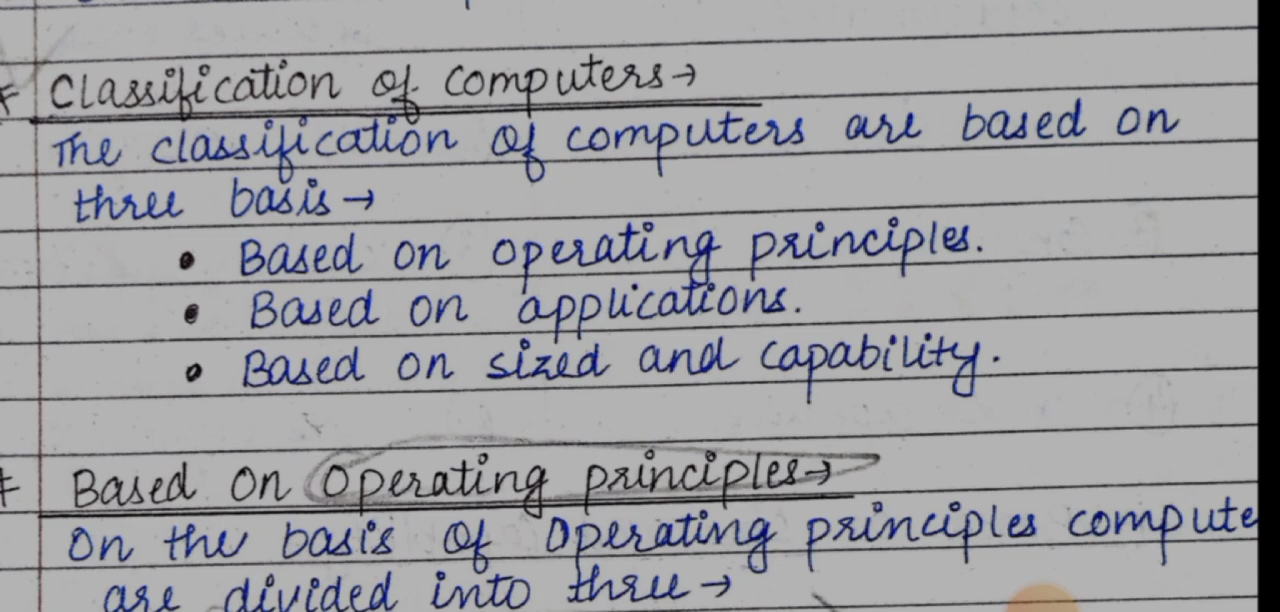 * Classification of computers→
The classification of computers are based on
three basis→
• Based on operating principles.
• Based on applications.
• Based on sized and capability.
* Based on Operating principles→
On the basis of Operating principles compute
are divided into three→